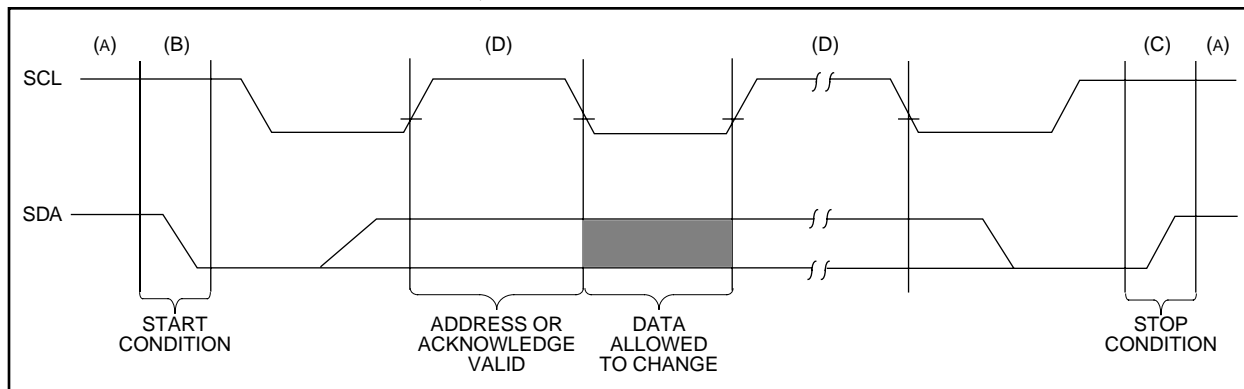 (A) (B) (D) (D) (C) (A)
SCL
SDA
START
CONDITION
ADDRESS OR
ACKNOWLEDGE
VALID
DATA
ALLOWED
TO CHANGE
STOP
CONDITION